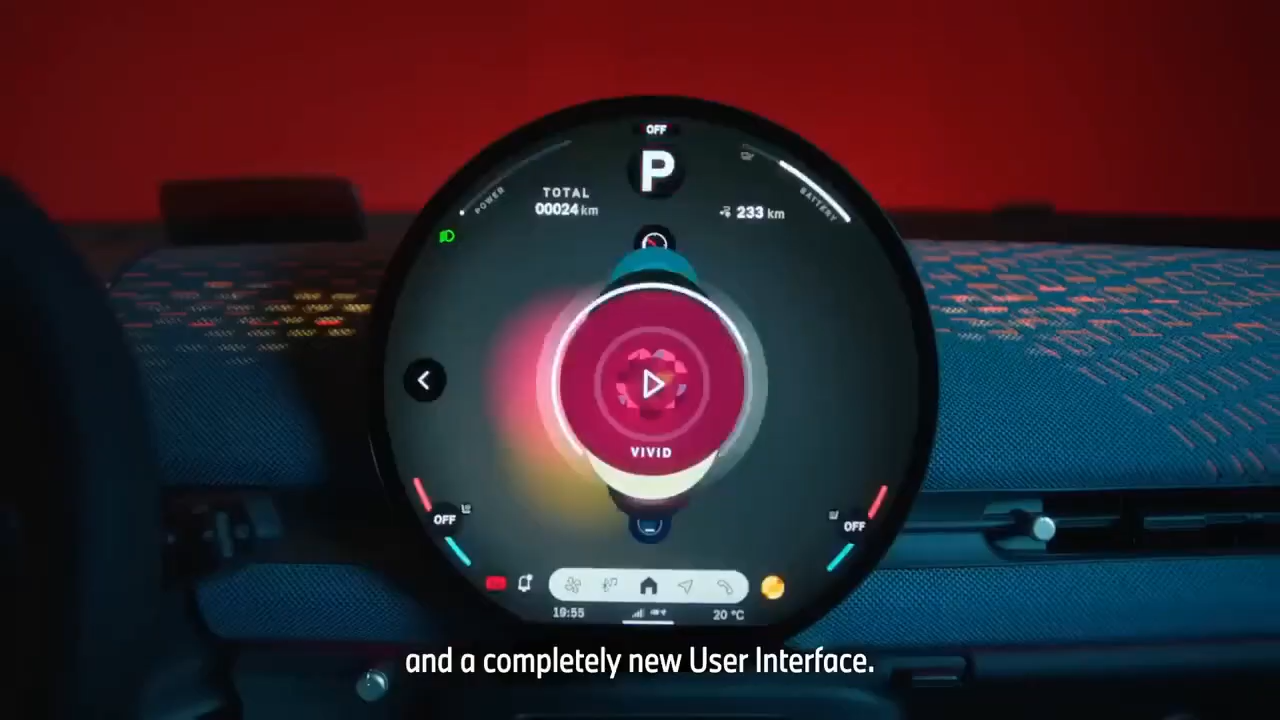 OFF
P
POWER
TOTAL
00024 km
BATTERY
233 km
VIVID
OFF
OFF
19:55
20 °C
and a completely new User Interface.